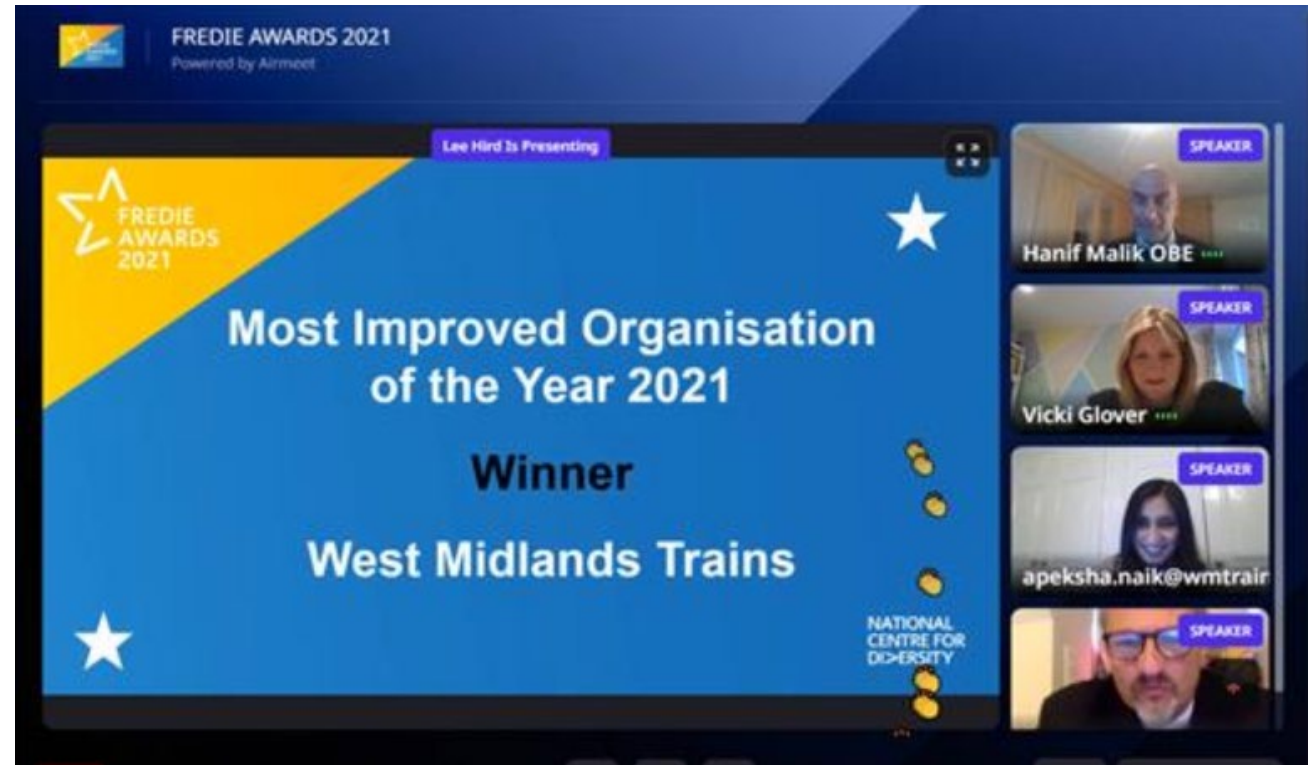 FREDIE AWARDS 2021
Powered by Airmeet
Lee Hird Is Presenting
FREDIE
AWARDS
2021
Most Improved Organisation
of the Year 2021
Winner
West Midlands Trains
NATIONAL
CENTRE FOR
DI>ERSITY
SPEAKER
Hanif Malik OBE
SPEAKER
Vicki Glover
SPEAKER
apeksha.naik@wmtrair
SPEAKER